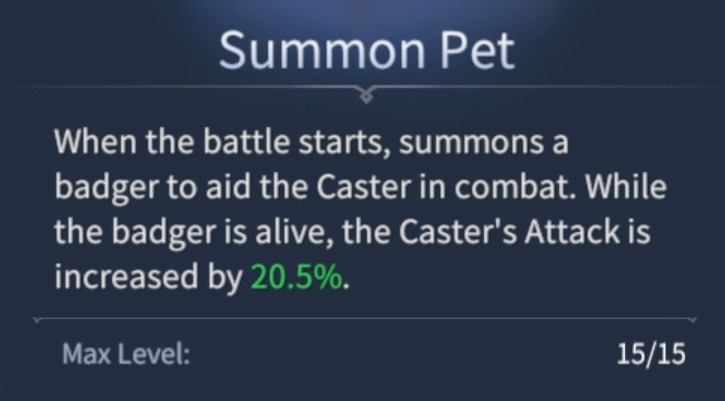 Summon Pet
When the battle starts, summons a
badger to aid the Caster in combat. While
the badger is alive, the Caster's Attack is
increased by 20.5%.
Max Level: 15/15